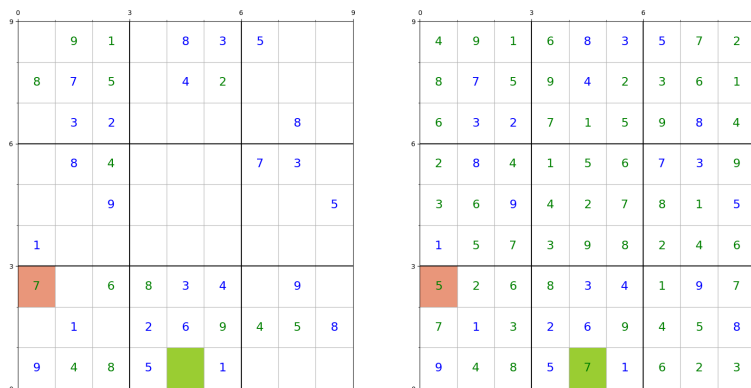 0 3 6 9 0 3 6 9
9 9
9 1 8 3 5 4 9 1 6 8 3 5 7 2
8 7 5 4 2 8 7 5 9 4 2 3 6 1
3 2 8 6 3 2 7 1 5 9 8 4
6 6
8 4 7 3 2 8 4 1 5 6 7 3 9
9 5 3 6 9 4 2 7 8 1 5
1 1 5 7 3 9 8 2 4 6
3 3
7 6 8 3 4 9 5 2 6 8 3 4 1 9 7
1 2 6 9 4 5 8 7 1 3 2 6 9 4 5 8
9 4 8 5 1 9 4 8 5 7 1 6 2 3